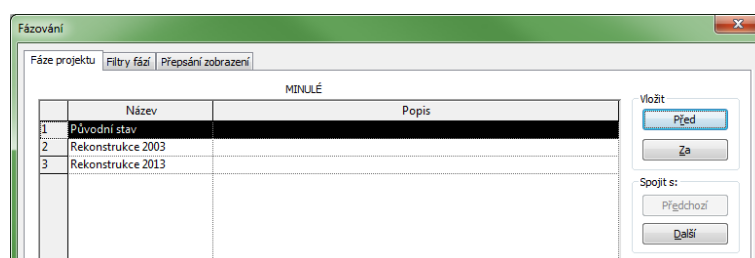 Fázování
Fáze projektu Filtry fází Přepsání zobrazení
MINULÉ
Název Popis
1 Původní stav
2 Rekonstrukce 2003
3 Rekonstrukce 2013
Vložit
Před
Za
Spojit s:
Předchozí
Další